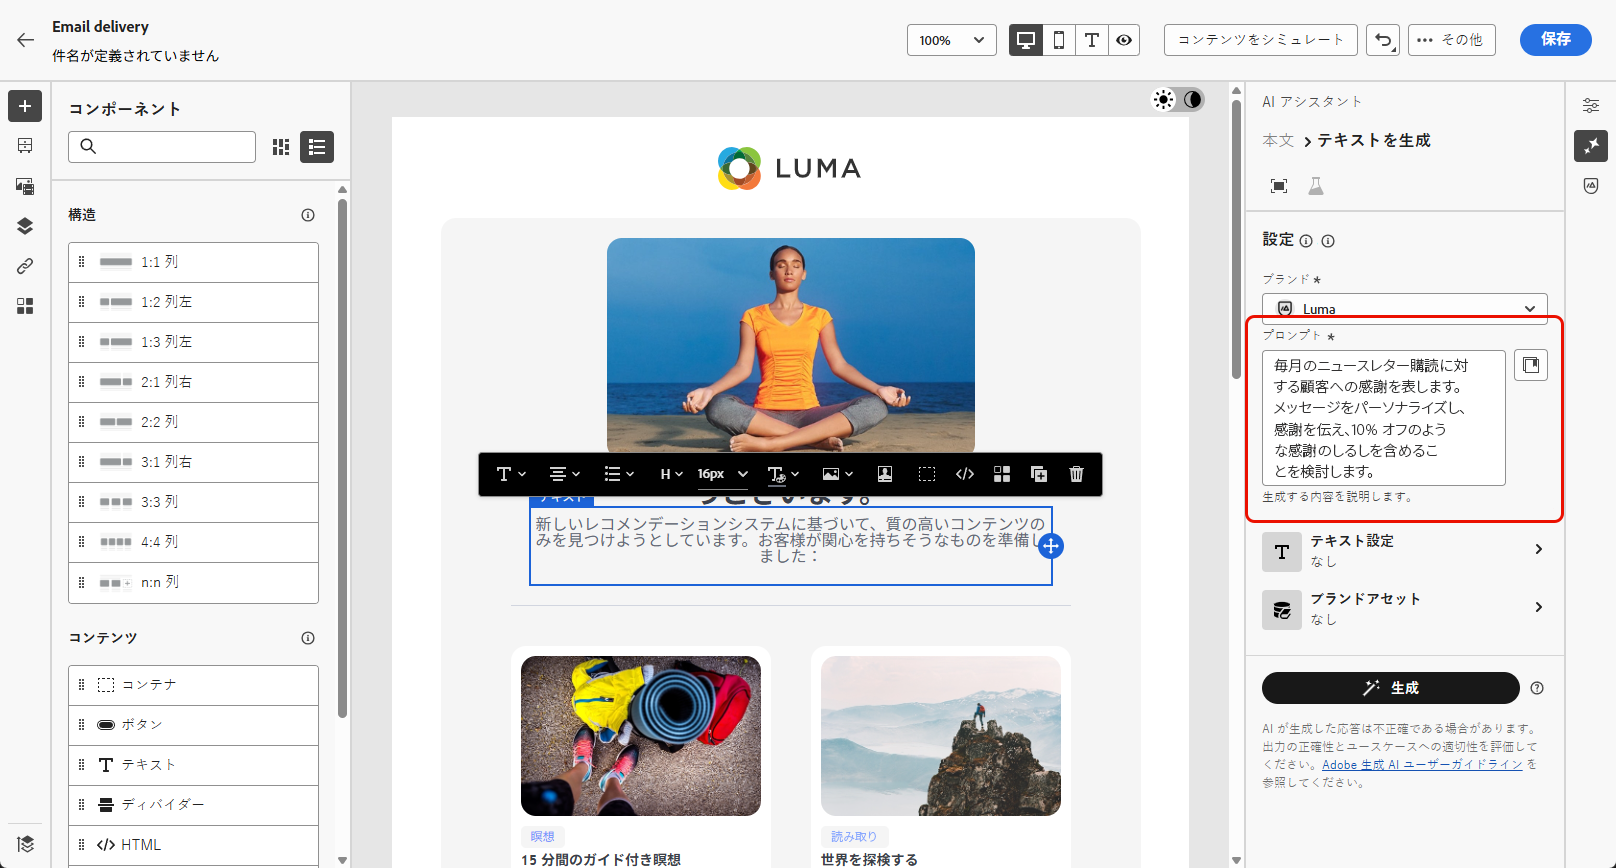 Email delivery
件名が定義されていません
100%
コンテンツをシミュレート
その他
保存
コンポーネント
構造
1:1 列
1:2 列左
1:3 列左
2:1 列右
2:2 列
3:1 列右
3:3 列
4:4 列
n:n 列
コンテンツ
コンテナ
ボタン
テキスト
ディバイダー
HTML
LUMA
H
16px
うございます。
テキスト
新しいレコメンデーションシステムに基づいて、質の高いコンテンツの
みを見つけようとしています。お客様が関心を持ちそうなものを準備し
ました：
瞑想
15 分間のガイド付き瞑想
読み取り
世界を探検する
AI アシスタント
本文 > テキストを生成
設定
ブランド *
Luma
プロンプト *
毎月のニュースレター購読に対
する顧客への感謝を表します。
メッセージをパーソナライズし、
感謝を伝え、10% オフのよう
な感謝のしるしを含めるこ
とを検討します。
生成する内容を説明します。
テキスト設定
なし
ブランドアセット
なし
生成
AI が生成した応答は不正確である場合があります。
出力の正確性とユースケースへの適切性を評価して
ください。Adobe 生成 AI ユーザーガイドライン を
参照してください。